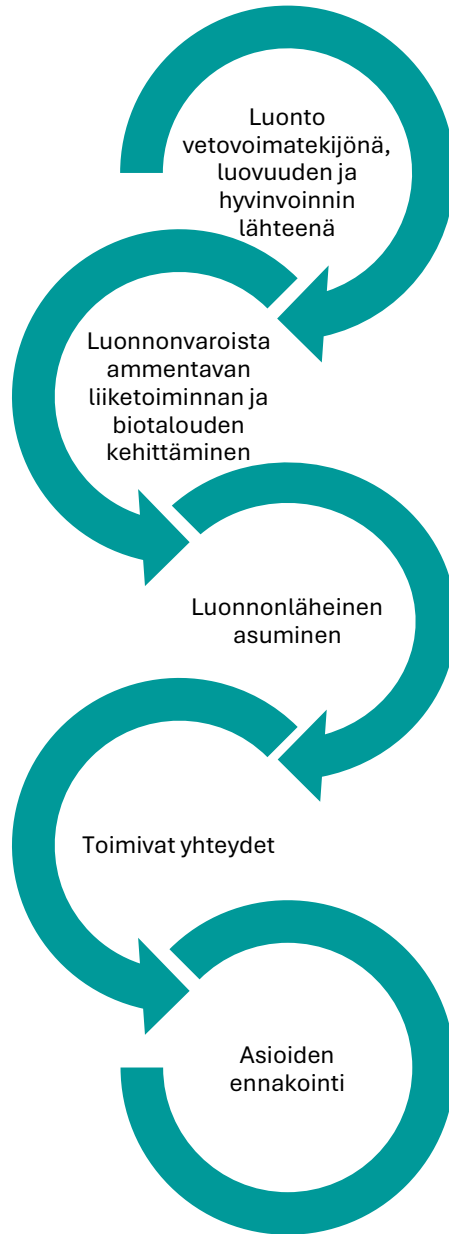 Luonto
vetovoimatekijönä,
luovuuden ja
hyvinvoinnin
lähteenä
Luonnonvaroista
ammentavan
liiketoiminnan ja
biotalouden
kehittäminen
Luonnonläheinen
asuminen
Toimivat yhteydet
Asioiden
ennakointi